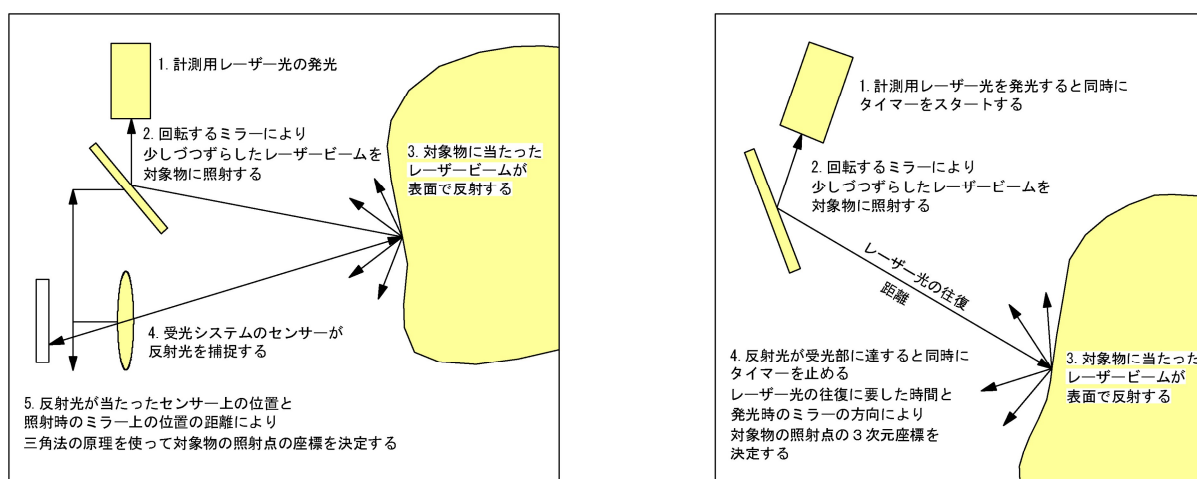 1. 計測用レーザー光の発光
2. 回転するミラーにより
少しづつずらしたレーザービームを
対象物に照射する
3. 対象物に当たった
レーザービームが
表面で反射する
4. 受光システムのセンサーが
反射光を捕捉する
5. 反射光が当たったセンサー上の位置と
照射時のミラー上の位置の距離により
三角法の原理を使って対象物の照射点の座標を決定する
1. 計測用レーザー光を発光すると同時に
タイマーをスタートする
2. 回転するミラーにより
少しづつずらしたレーザービームを
対象物に照射する
レーザー光の往復
距離
3. 対象物に当たった
レーザービームが
表面で反射する
4. 反射光が受光部に達すると同時に
タイマーを止める
レーザー光の往復に要した時間と
発光時のミラーの方向により
対象物の照射点の３次元座標を
決定する